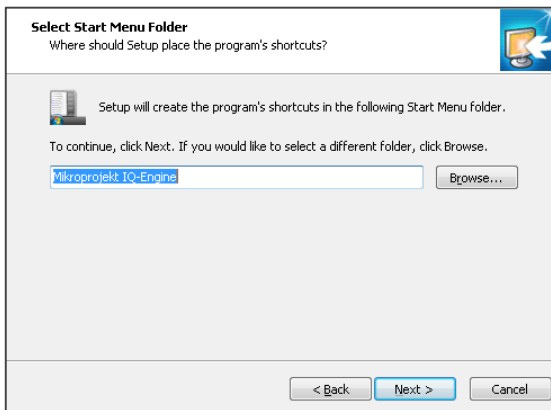 Select Start Menu Folder
Where should Setup place the program's shortcuts?
Setup will create the program's shortcuts in the following Start Menu folder.
To continue, click Next. If you would like to select a different folder, click Browse.
Mikroprojekt IQ-Engine
Browse...
< Back
Next >
Cancel